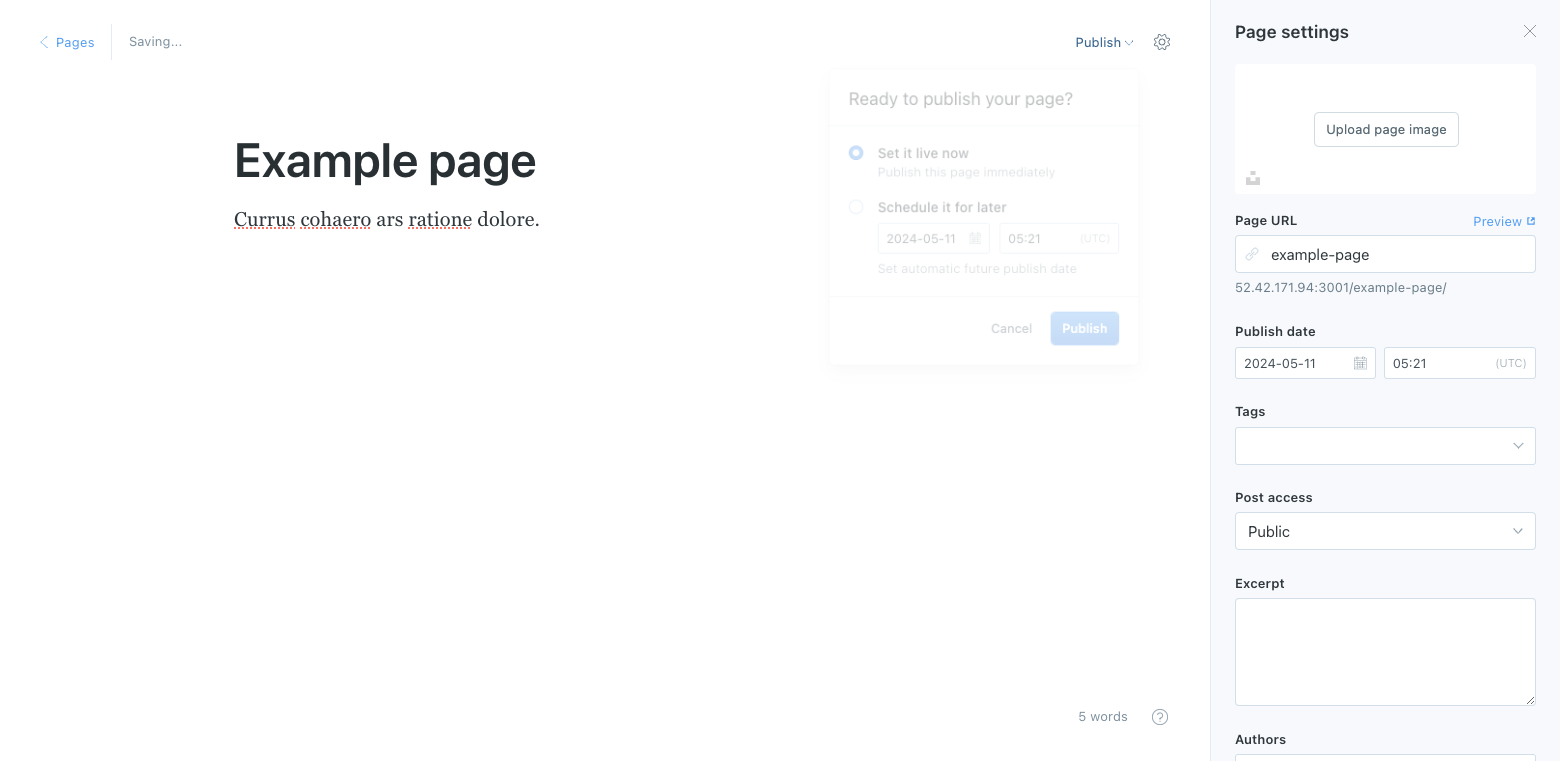 Pages
Saving...
Publish
Ready to publish your page?
Set it live now
Publish this page immediately
Schedule it for later
2024-05-11
05:21
(UTC)
Set automatic future publish date
Cancel
Publish
Example page
Currus cohaero ars ratione dolore.
5 words
?
Page settings
Upload page image
Page URL
Preview
example-page
52.42.171.94:3001/example-page/
Publish date
2024-05-11
05:21
(UTC)
Tags
Post access
Public
Excerpt
Authors